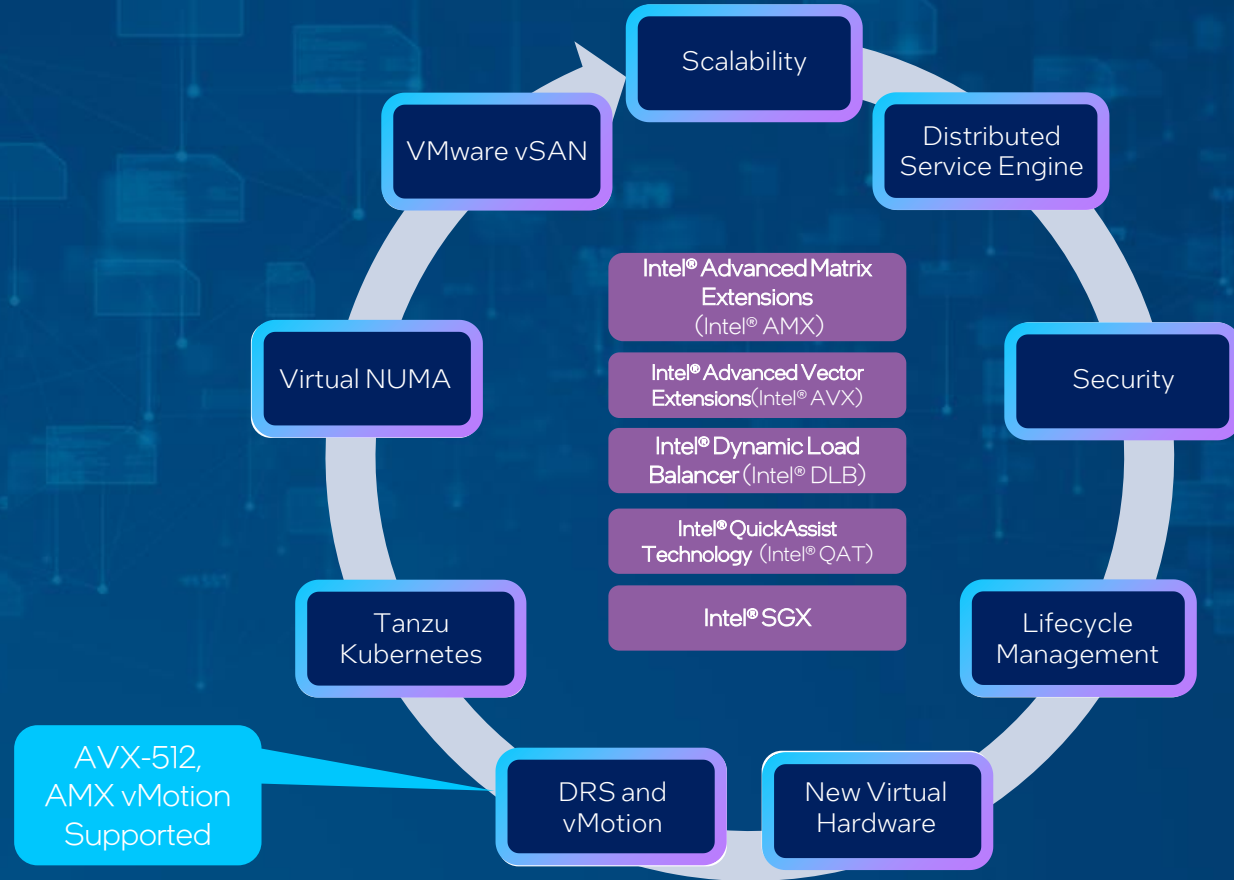 Scalability
Distributed
Service Engine
Security
Lifecycle
Management
New Virtual
Hardware
DRS and
vMotion
AVX-512,
AMX vMotion
Supported
Tanzu
Kubernetes
Virtual NUMA
VMware vSAN
Intel® Advanced Matrix
Extensions
(Intel® AMX)
Intel® Advanced Vector
Extensions(Intel® AVX)
Intel® Dynamic Load
Balancer (Intel® DLB)
Intel® QuickAssist
Technology (Intel® QAT)
Intel® SGX